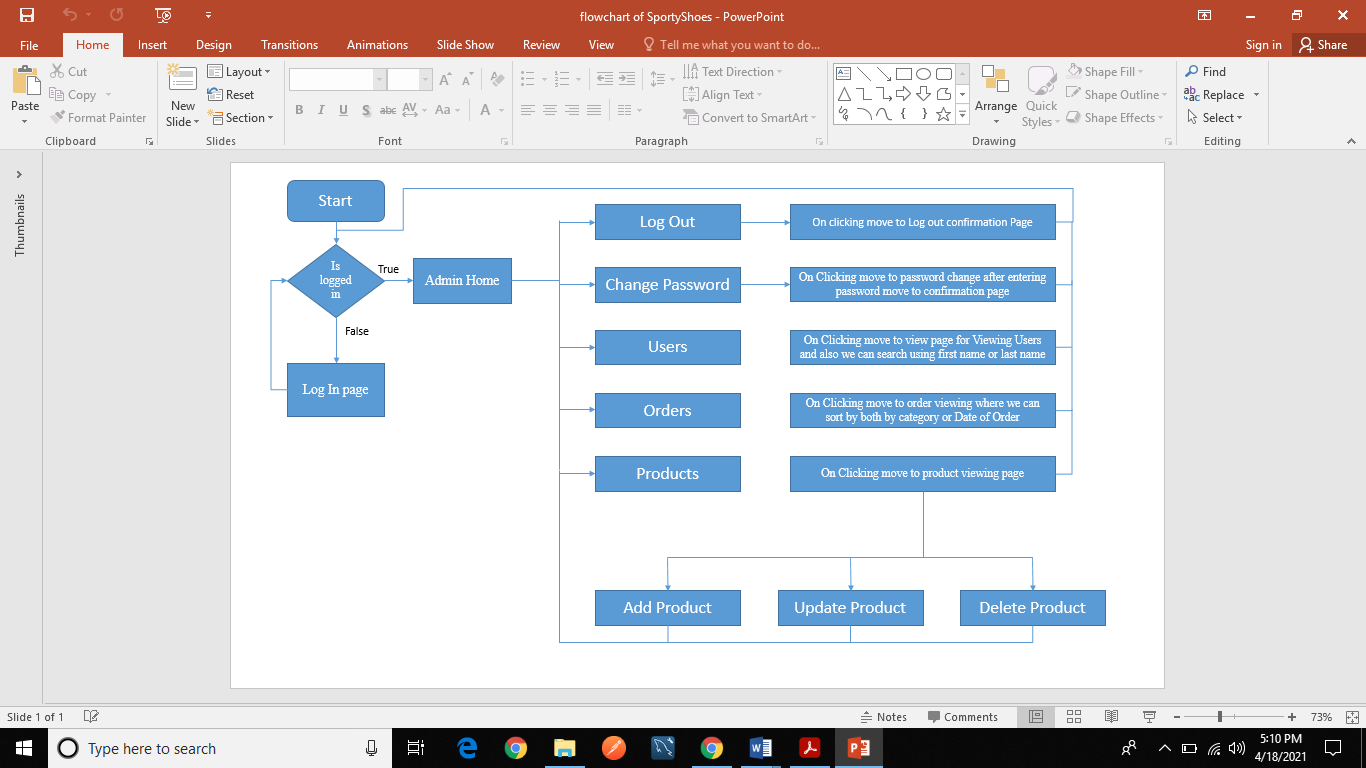 flowchart of SportyShoes - PowerPoint
File
Home
Insert
Design
Transitions
Animations
Slide Show
Review
View
Tell me what you want to do...
Sign in
Share
Paste
Cut
Copy
Format Painter
Clipboard
New
Slide
Layout
Reset
Section
Slides
B I U S abc AV Aa A
Font
Text Direction
Align Text
Convert to SmartArt
Paragraph
Arrange
Quick
Styles
Shape Fill
Shape Outline
Shape Effects
Drawing
Find
Replace
Select
Editing
Thumbnails
Start
Is
logged
in
True
False
Admin Home
Log In page
Log Out
On clicking move to Log out confirmation Page
Change Password
On Clicking move to password change after entering
password move to confirmation page
Users
On Clicking move to view page for Viewing Users
and also we can search using first name or last name
Orders
On Clicking move to order viewing where we can
sort by both by category or Date of Order
Products
On Clicking move to product viewing page
Add Product
Update Product
Delete Product
Slide 1 of 1
Notes
Comments
73%
Type here to search
5:10 PM
4/18/2021